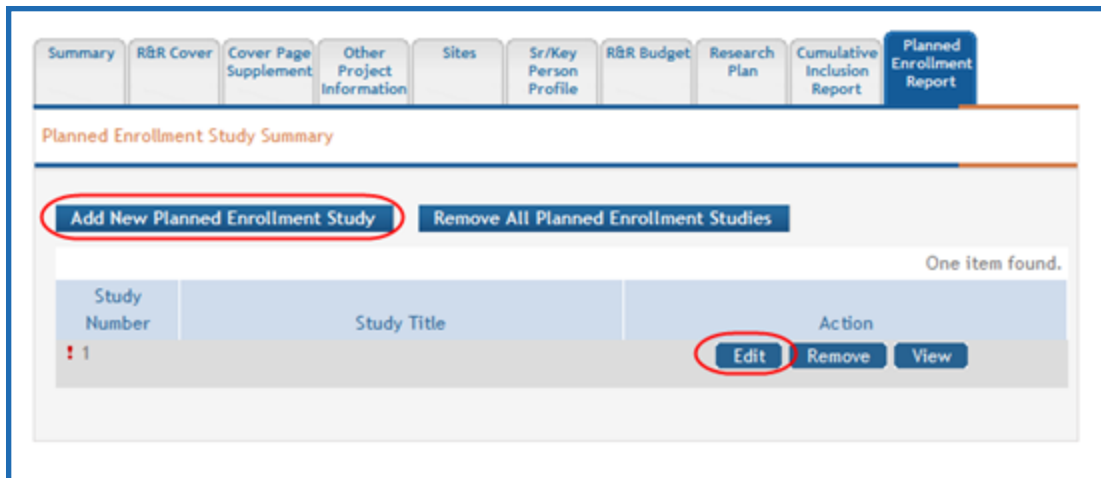 Summary
R&R Cover
Cover Page
Supplement
Other
Project
Information
Sites
Sr/Key
Person
Profile
R&R Budget
Research
Plan
Cumulative
Inclusion
Report
Planned
Enrollment
Report
Planned Enrollment Study Summary
Add New Planned Enrollment Study
Remove All Planned Enrollment Studies
One item found.
Study
Number
Study Title
Action
! 1
Edit
Remove
View